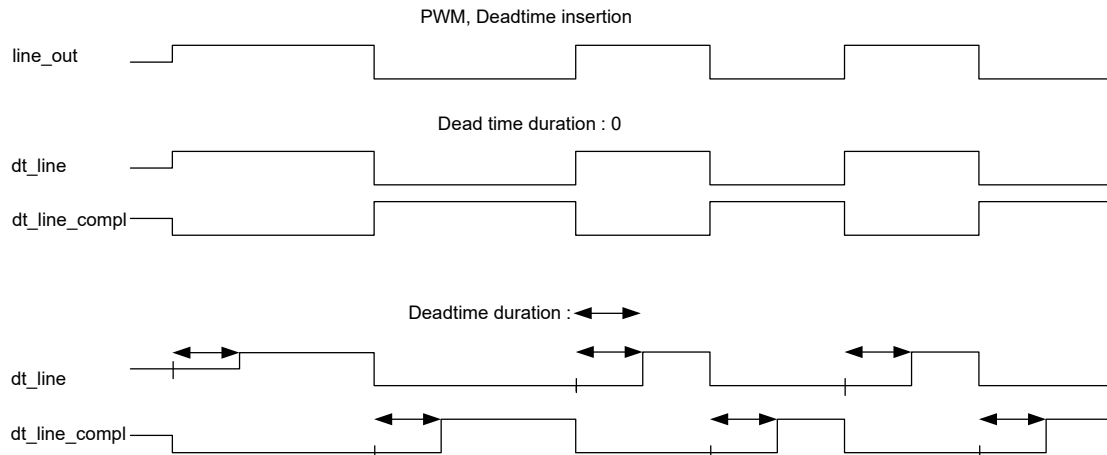 PWM, Deadtime insertion
line_out
Dead time duration : 0
dt_line
dt_line_compl
Deadtime duration :
dt_line
dt_line_compl